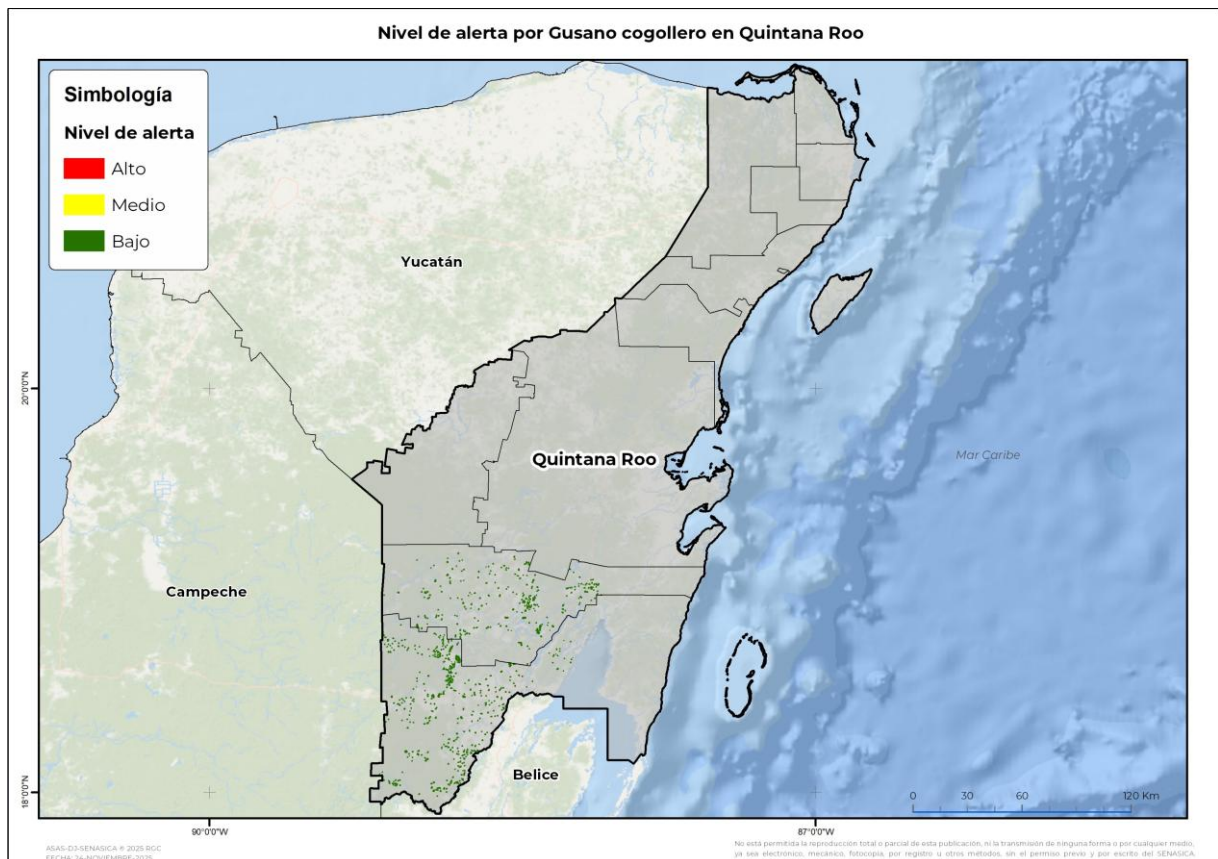 Nivel de alerta por Gusano cogollero en Quintana Roo
Simbología
Nivel de alerta
Alto
Medio
Bajo
Yucatán
20°0'0"N
Quintana Roo
Mar Caribe
Campeche
Belice
18°0'0"N
0 30 60 120 Km
90°0'0"W
87°0'0"W
ASAS-DJ-SENASICA ® 2025 RGC
FECHA: 24-NOVIEMBRE-2025
No está permitida la reproducción total o parcial de esta publicación, ni la transmisión de ninguna forma o por cualquier medio,
ya sea electrónico, mecánico, fotocopia, por registro u otros métodos, sin el permiso previo y por escrito del SENASICA.